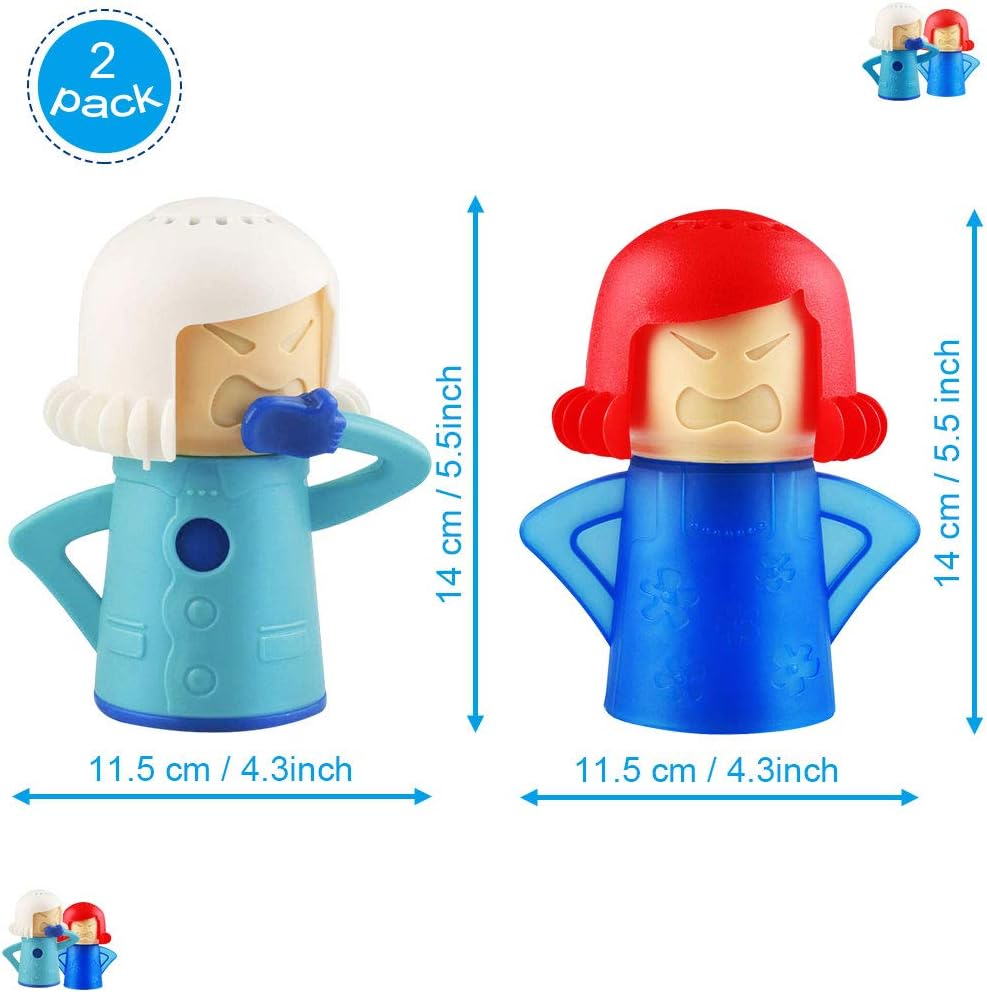 2
pack
14 cm / 5.5inch
14 cm / 5.5 inch
11.5 cm / 4.3inch
11.5 cm / 4.3inch